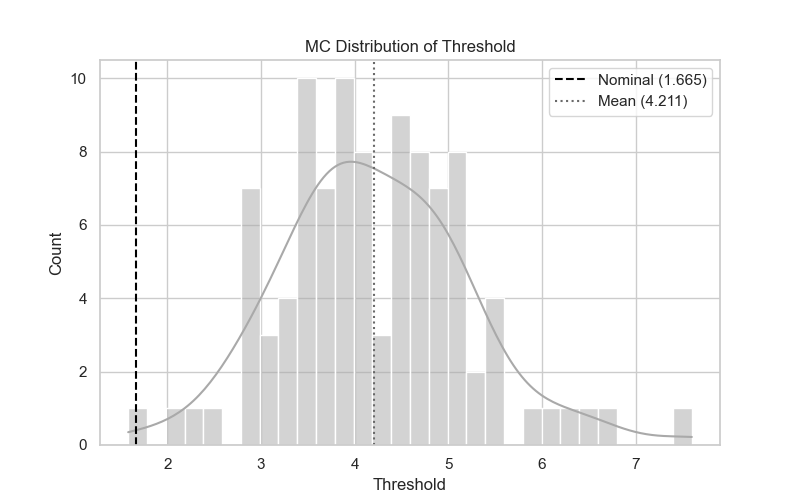 MC Distribution of Threshold
Nominal (1.665)
Mean (4.211)
10
8
6
4
2
0
Count
2 3 4 5 6 7
Threshold